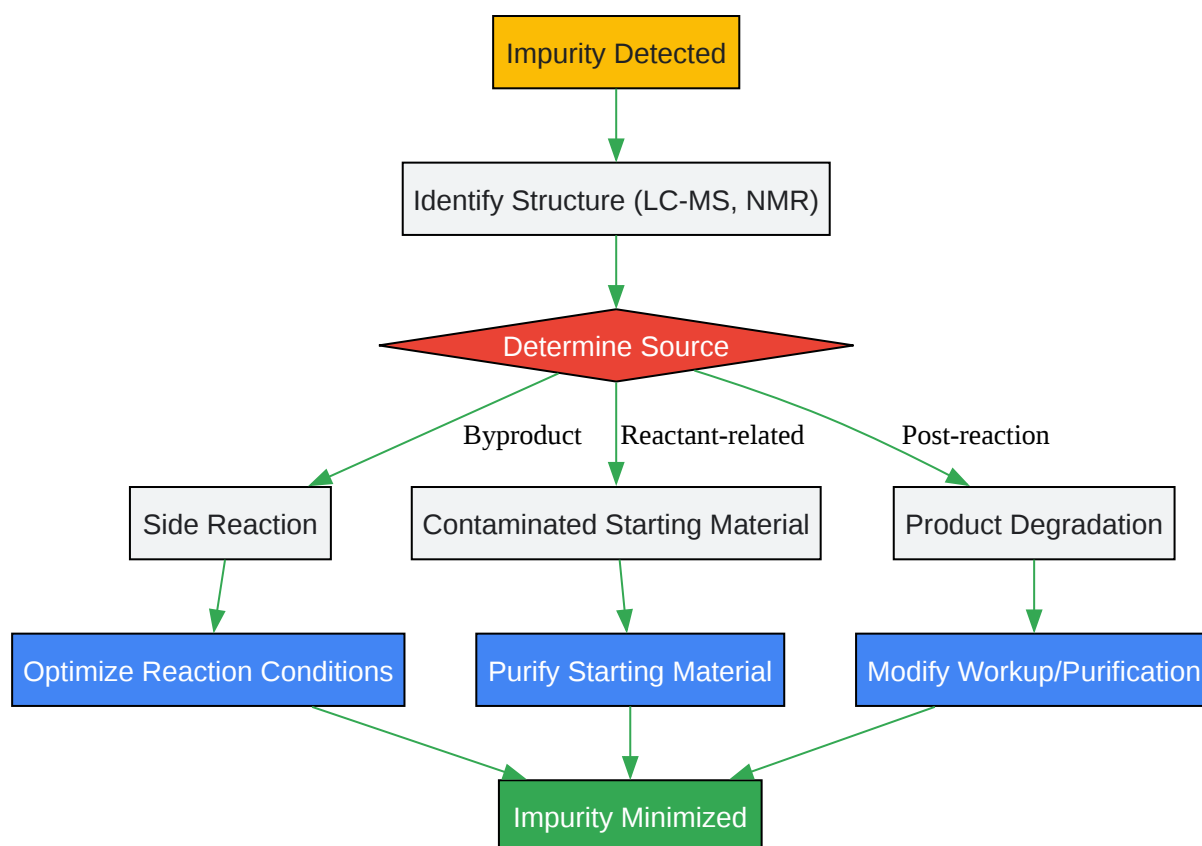 Impurity Detected
Identify Structure (LC-MS, NMR)
Determine Source
Byproduct
Reactant-related
Post-reaction
Side Reaction
Contaminated Starting Material
Product Degradation
Optimize Reaction Conditions
Purify Starting Material
Modify Workup/Purification
Impurity Minimized